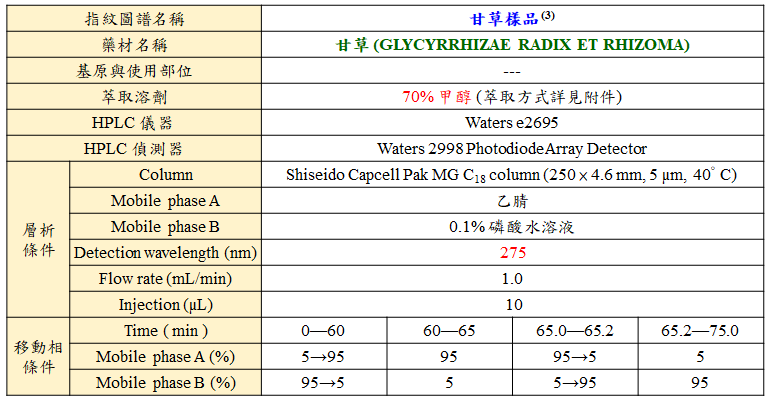 指紋圖譜名稱 甘草樣品(3)
藥材名稱 甘草 (GLYCYRRHIZAE RADIX ET RHIZOMA)
基原與使用部位 ---
萃取溶劑 70% 甲醇 (萃取方式詳見附件)
HPLC 儀器 Waters e2695
HPLC 偵測器 Waters 2998 Photodiode Array Detector
層析條件 Column Shiseido Capcell Pak MG C18 column (250 x 4.6 mm, 5 μm, 40° C)
Mobile phase A 乙腈
Mobile phase B 0.1% 磷酸水溶液
Detection wavelength (nm) 275
Flow rate (mL/min) 1.0
Injection (μL) 10
移動相條件 Time ( min ) 0—60 60—65 65.0—65.2 65.2—75.0
Mobile phase A (%) 5→95 95 95→5 5
Mobile phase B (%) 95→5 5 5→95 95